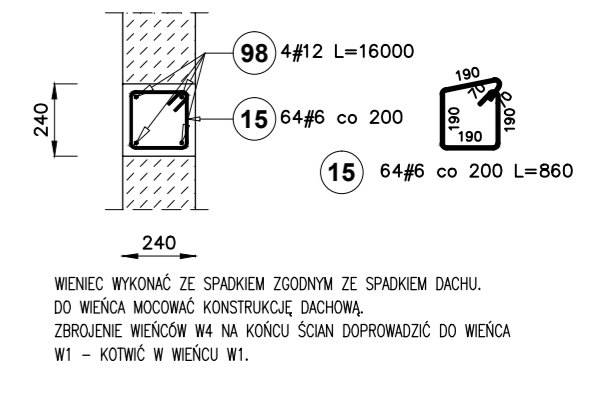 98 4#12 L=16000
190
70
70
240
15 64#6 co 200
190
190
190
15 64#6 co 200 L=860
240
WIENIEC WYKONAĆ ZE SPADKIEM ZGODNYM ZE SPADKIEM DACHU.
DO WIEŃCA MOCOWAĆ KONSTRUKCJĘ DACHOWĄ.
ZBROJENIE WIEŃCÓW W4 NA KOŃCU ŚCIAN DOPROWADZIĆ DO WIEŃCA
W1 – KOTWIĆ W WIEŃCU W1.